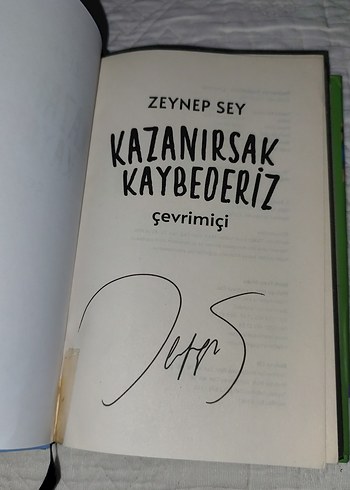 ZEYNEP SEY
KAZANIRSAK
KAYBEDERİZ
çevrimiçi